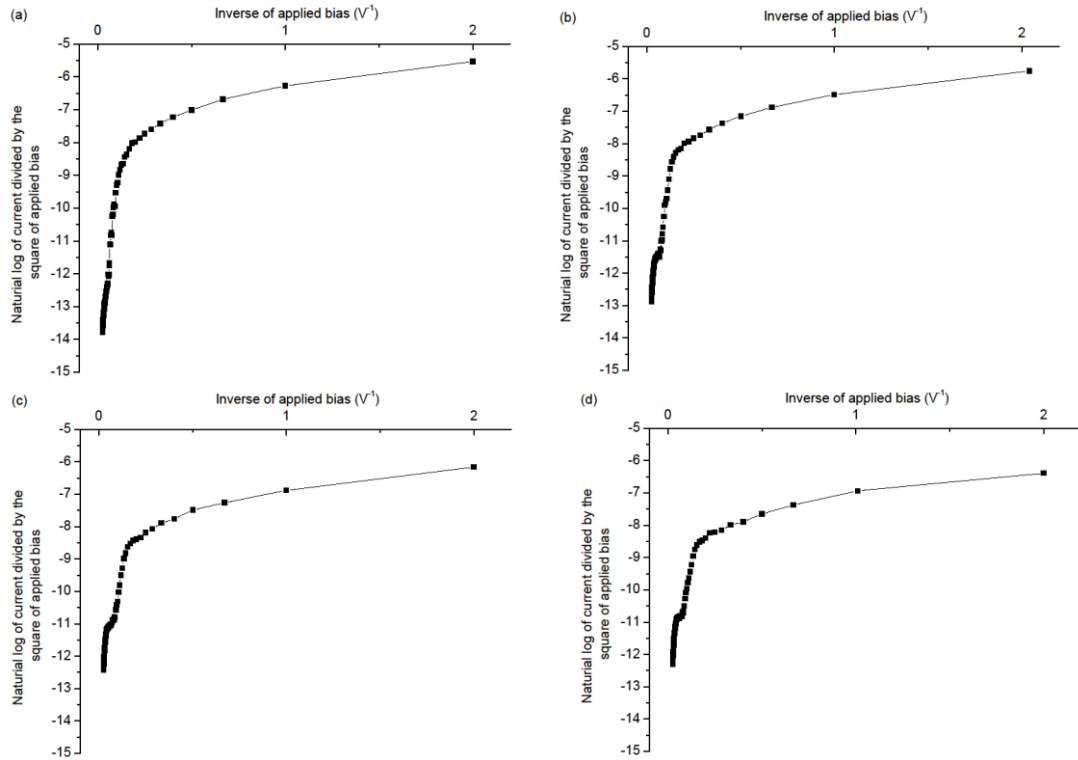 (a)
Inverse of applied bias (V⁻¹)
0 1 2
-5
-6
-7
-8
-9
-10
-11
-12
-13
-14
-15
Naturial log of current divided by the
square of applied bias
(b)
Inverse of applied bias (V⁻¹)
0 1 2
-5
-6
-7
-8
-9
-10
-11
-12
-13
-14
-15
Naturial log of current divided by the
square of applied bias
(c)
Inverse of applied bias (V⁻¹)
0 1 2
-5
-6
-7
-8
-9
-10
-11
-12
-13
-14
-15
Naturial log of current divided by the
square of applied bias
(d)
Inverse of applied bias (V⁻¹)
0 1 2
-5
-6
-7
-8
-9
-10
-11
-12
-13
-14
-15
Naturial log of current divided by the
square of applied bias